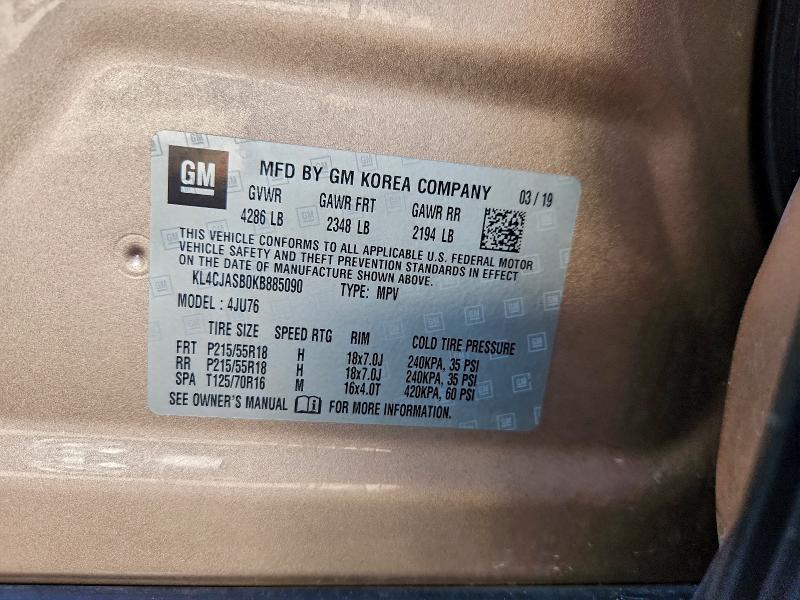 GM MFD BY GM KOREA COMPANY 03 / 19
GVWR GAWR FRT GAWR RR
4286 LB 2348 LB 2194 LB
THIS VEHICLE CONFORMS TO ALL APPLICABLE U.S. FEDERAL MOTOR
VEHICLE SAFETY AND THEFT PREVENTION STANDARDS IN EFFECT
ON THE DATE OF MANUFACTURE SHOWN ABOVE.
KL4CJASB0KB885090 TYPE: MPV
MODEL : 4JU76
TIRE SIZE SPEED RTG RIM COLD TIRE PRESSURE
FRT P215/55R18 H 18x7.0J 240KPA, 35 PSI
RR P215/55R18 H 18x7.0J 240KPA, 35 PSI
SPA T125/70R16 M 16x4.0T 420KPA, 60 PSI
SEE OWNER'S MANUAL FOR MORE INFORMATION.